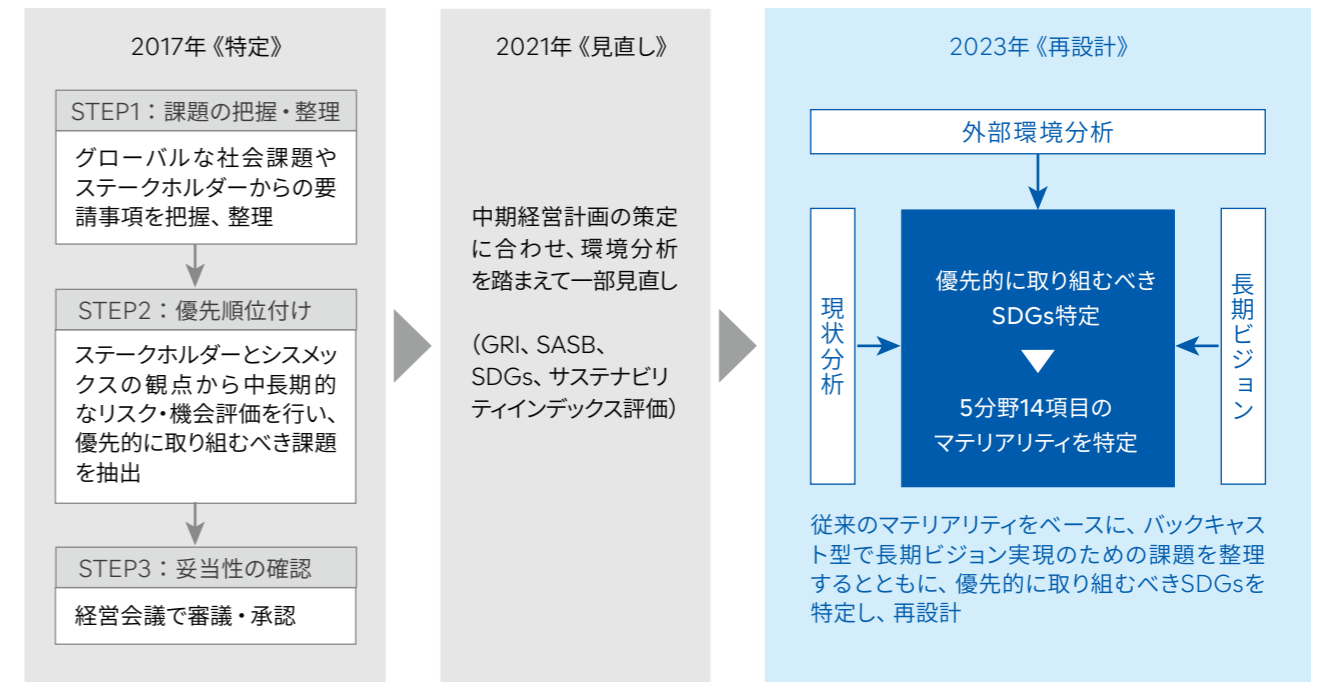 2017年《特定》
STEP1：課題の把握・整理
グローバルな社会課題や
ステークホルダーからの要
請事項を把握、整理
STEP2：優先順位付け
ステークホルダーとシスメッ
クスの観点から中長期的
なリスク・機会評価を行い、
優先的に取り組むべき課題
を抽出
STEP3：妥当性の確認
経営会議で審議・承認
2021年《見直し》
中期経営計画の策定
に合わせ、環境分析
を踏まえて一部見直し
（GRI、SASB、
SDGs、サステナビリ
ティインデックス評価）
2023年《再設計》
外部環境分析
現状分析
優先的に取り組むべき
SDGs特定
5分野14項目の
マテリアリティを特定
長期ビジョン
従来のマテリアリティをベースに、バックキャス
ト型で長期ビジョン実現のための課題を整理
するとともに、優先的に取り組むべきSDGsを
特定し、再設計